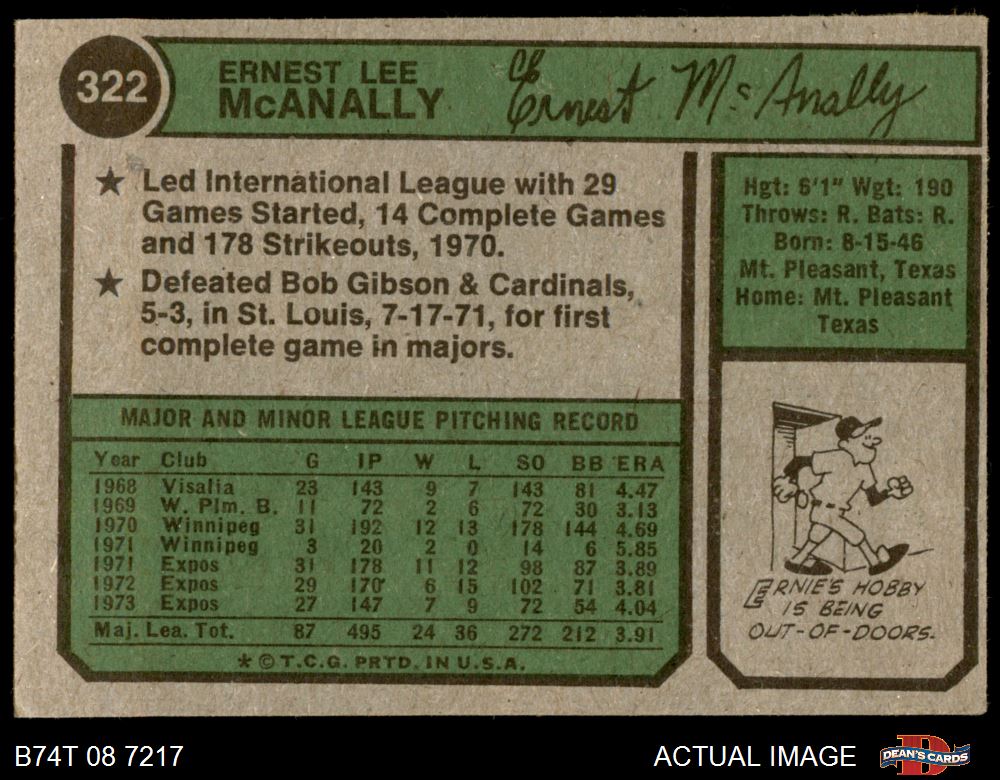 322
ERNEST LEE
McANALLY
Ernest McAnally
★ Led International League with 29
Games Started, 14 Complete Games
and 178 Strikeouts, 1970.
★ Defeated Bob Gibson & Cardinals,
5-3, in St. Louis, 7-17-71, for first
complete game in majors.
Hgt: 6'1" Wgt: 190
Throws: R. Bats: R.
Born: 8-15-46
Mt. Pleasant, Texas
Home: Mt. Pleasant
Texas
MAJOR AND MINOR LEAGUE PITCHING RECORD
Year Club G IP W L SO BB ERA
1968 Visalia 23 143 9 7 143 81 4.47
1969 W. Plm. B. 11 72 2 6 72 30 3.13
1970 Winnipeg 31 192 12 13 178 144 4.69
1971 Winnipeg 3 20 2 0 14 6 5.85
1971 Expos 31 178 11 12 98 87 3.89
1972 Expos 29 170 6 15 102 71 3.81
1973 Expos 27 147 7 9 72 54 4.04
Maj. Lea. Tot. 87 495 24 36 272 212 3.91
* © T.C.G. PRTD. IN U.S.A.
ERNIE'S HOBBY
IS BEING
OUT-OF-DOORS.
B74T 08 7217
ACTUAL IMAGE
DEAN'S CARDS